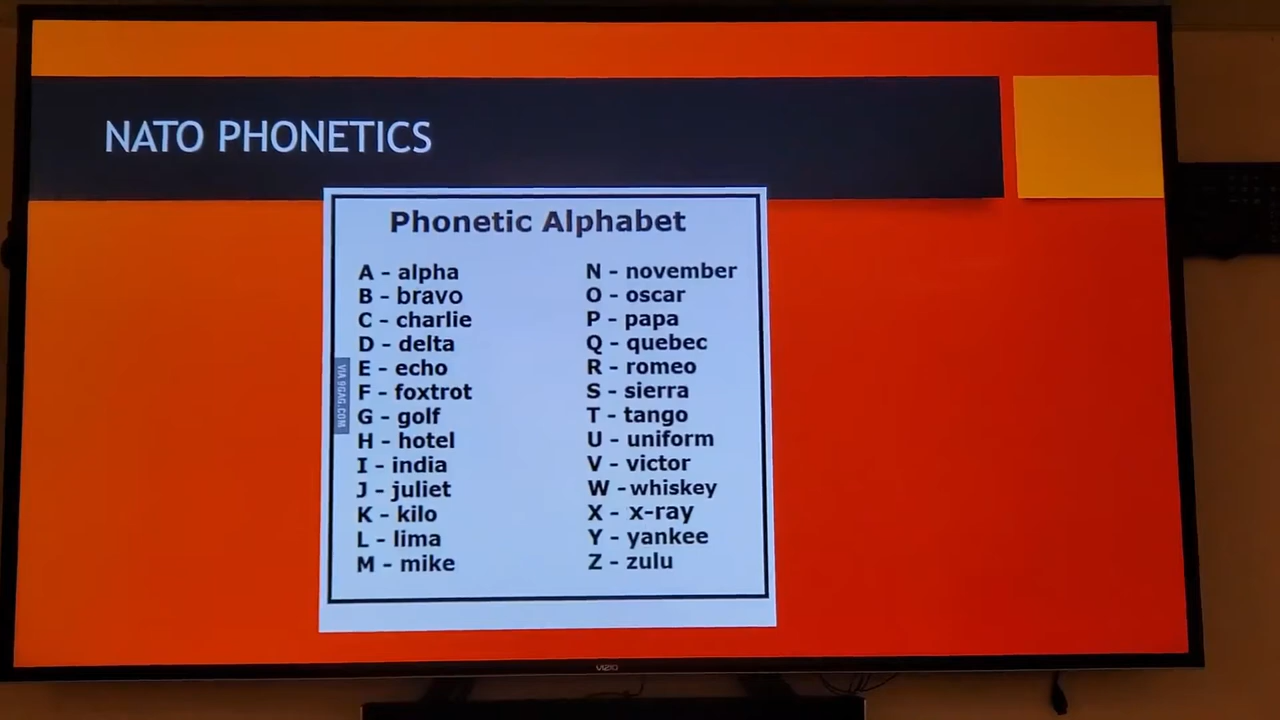 NATO PHONETICS
Phonetic Alphabet
A - alpha
B - bravo
C - charlie
D - delta
E - echo
F - foxtrot
G - golf
H - hotel
I - india
J - juliet
K - kilo
L - lima
M - mike
N - november
O - oscar
P - papa
Q - quebec
R - romeo
S - sierra
T - tango
U - uniform
V - victor
W - whiskey
X - x-ray
Y - yankee
Z - zulu
VIA 9GAG.COM
VIZIO